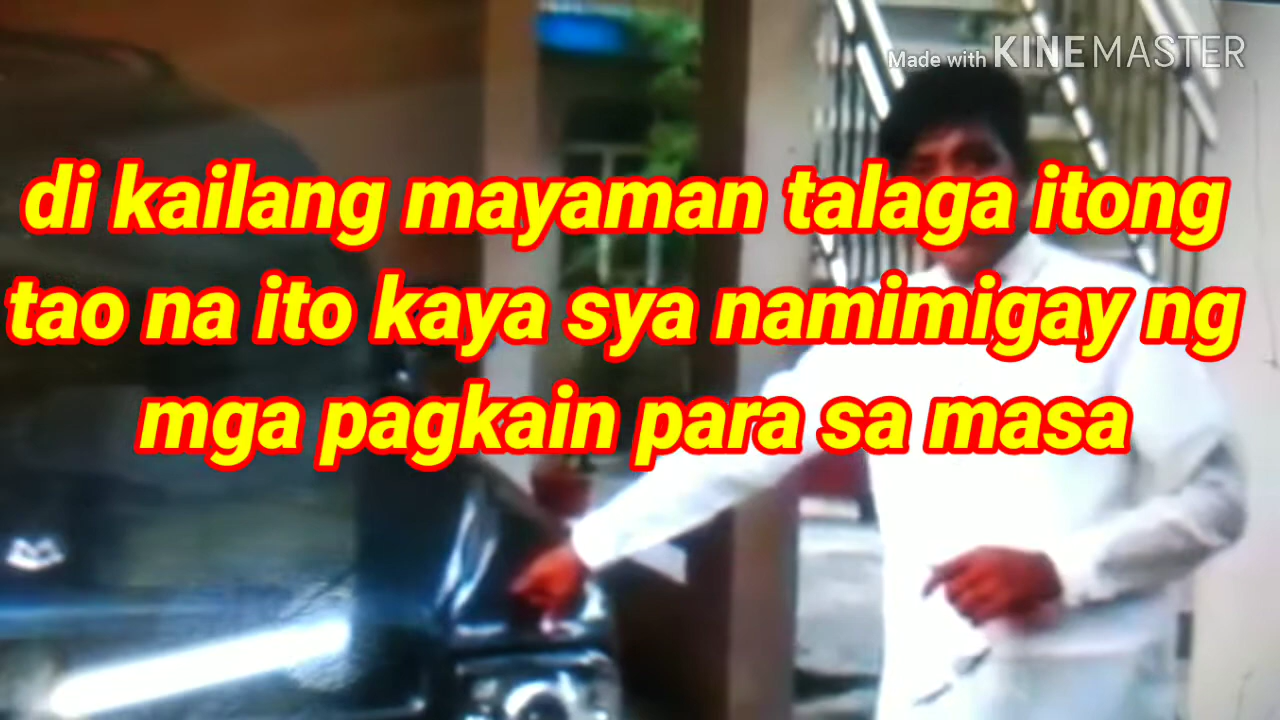 Made with KINEMASTER
di kailang mayaman talaga itong
tao na ito kaya sya namimigay ng
mga pagkain para sa masa